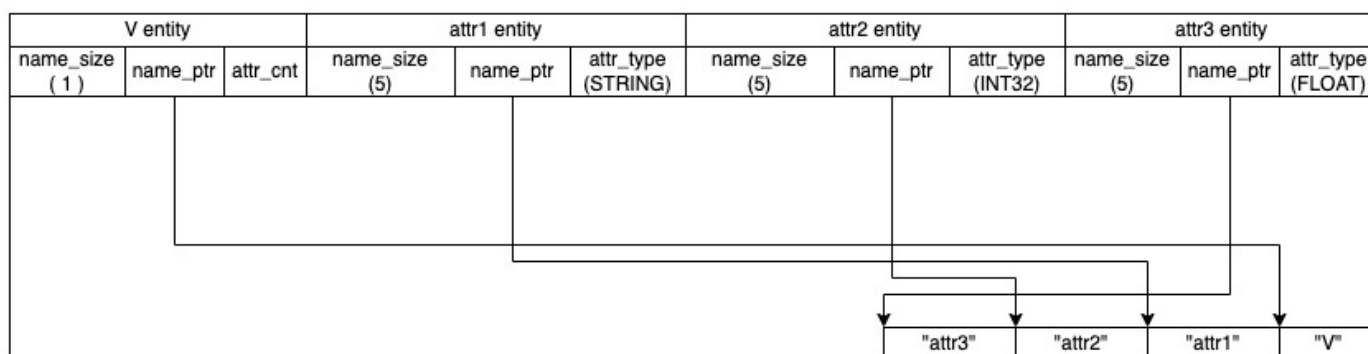 V entity attr1 entity attr2 entity attr3 entity
name_size name_ptr attr_cnt name_size name_ptr attr_type name_size name_ptr attr_type name_size name_ptr attr_type
( 1 ) (5) (STRING) (5) (INT32) (5) (FLOAT)
"attr3" "attr2" "attr1" "V"